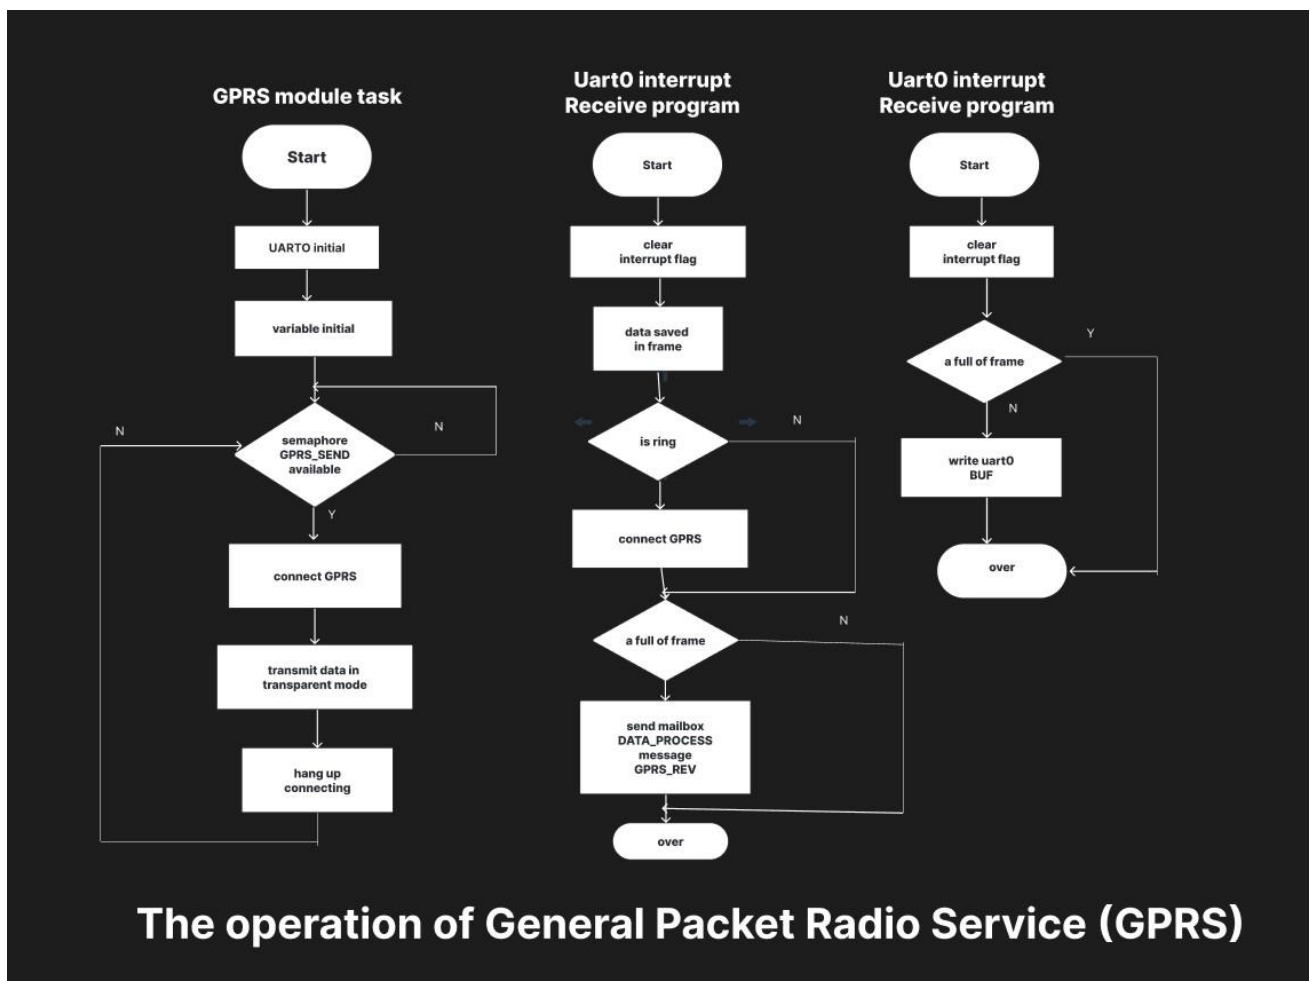 GPRS module task
Start
UARTO initial
variable initial
N
semaphore
GPRS_SEND
available
N
Y
connect GPRS
transmit data in
transparent mode
hang up
connecting
Uart0 interrupt
Receive program
Start
clear
interrupt flag
data saved
in frame
is ring
N
connect GPRS
a full of frame
N
send mailbox
DATA_PROCESS
message
GPRS_REV
over
Uart0 interrupt
Receive program
Start
clear
interrupt flag
a full of frame
Y
N
write uart0
BUF
over
The operation of General Packet Radio Service (GPRS)